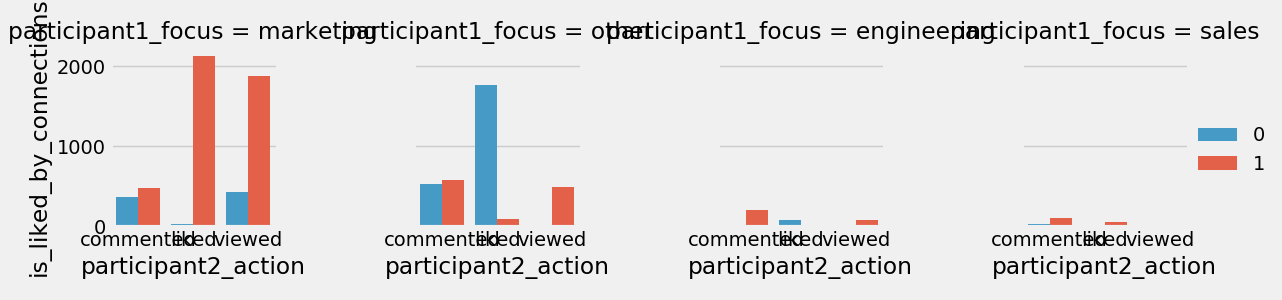 participant1_focus = marketing
participant1_focus = other
participant1_focus = engineering
participant1_focus = sales
is_liked_by_connections
2000
1000
0
commented
liked
viewed
participant2_action
commented
liked
viewed
participant2_action
commented
liked
viewed
participant2_action
commented
liked
viewed
participant2_action
0
1